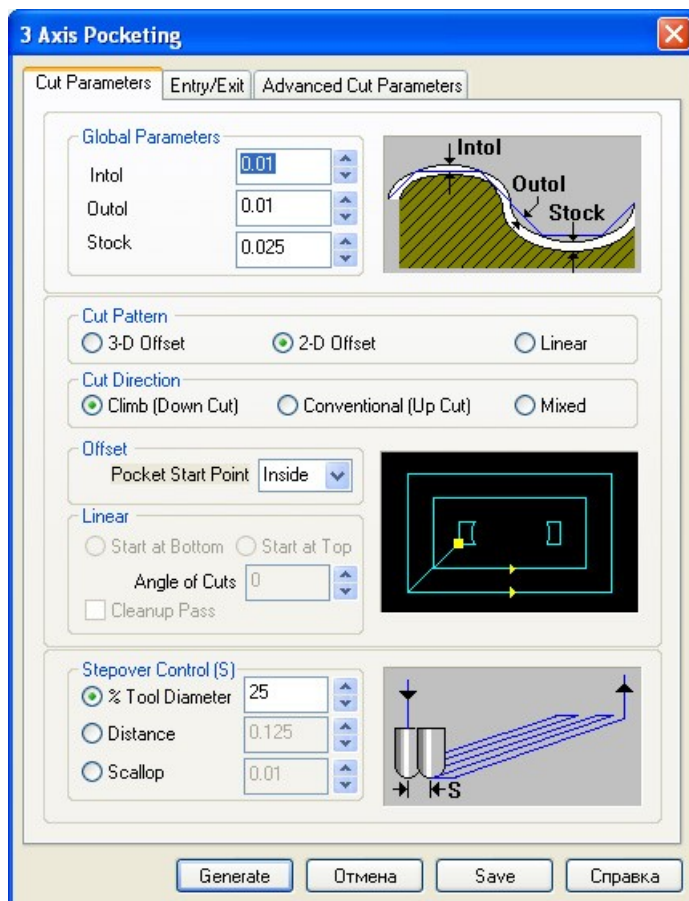 3 Axis Pocketing
Cut Parameters Entry/Exit Advanced Cut Parameters
Global Parameters
Intol 0.01
Outol 0.01
Stock 0.025
Intol
Outol
Stock
Cut Pattern
3-D Offset 2-D Offset Linear
Cut Direction
Climb (Down Cut) Conventional (Up Cut) Mixed
Offset
Pocket Start Point Inside
Linear
Start at Bottom Start at Top
Angle of Cuts 0
Cleanup Pass
Stepover Control (S)
% Tool Diameter 25
Distance 0.125
Scallop 0.01
S
Generate Отмена Save Справка